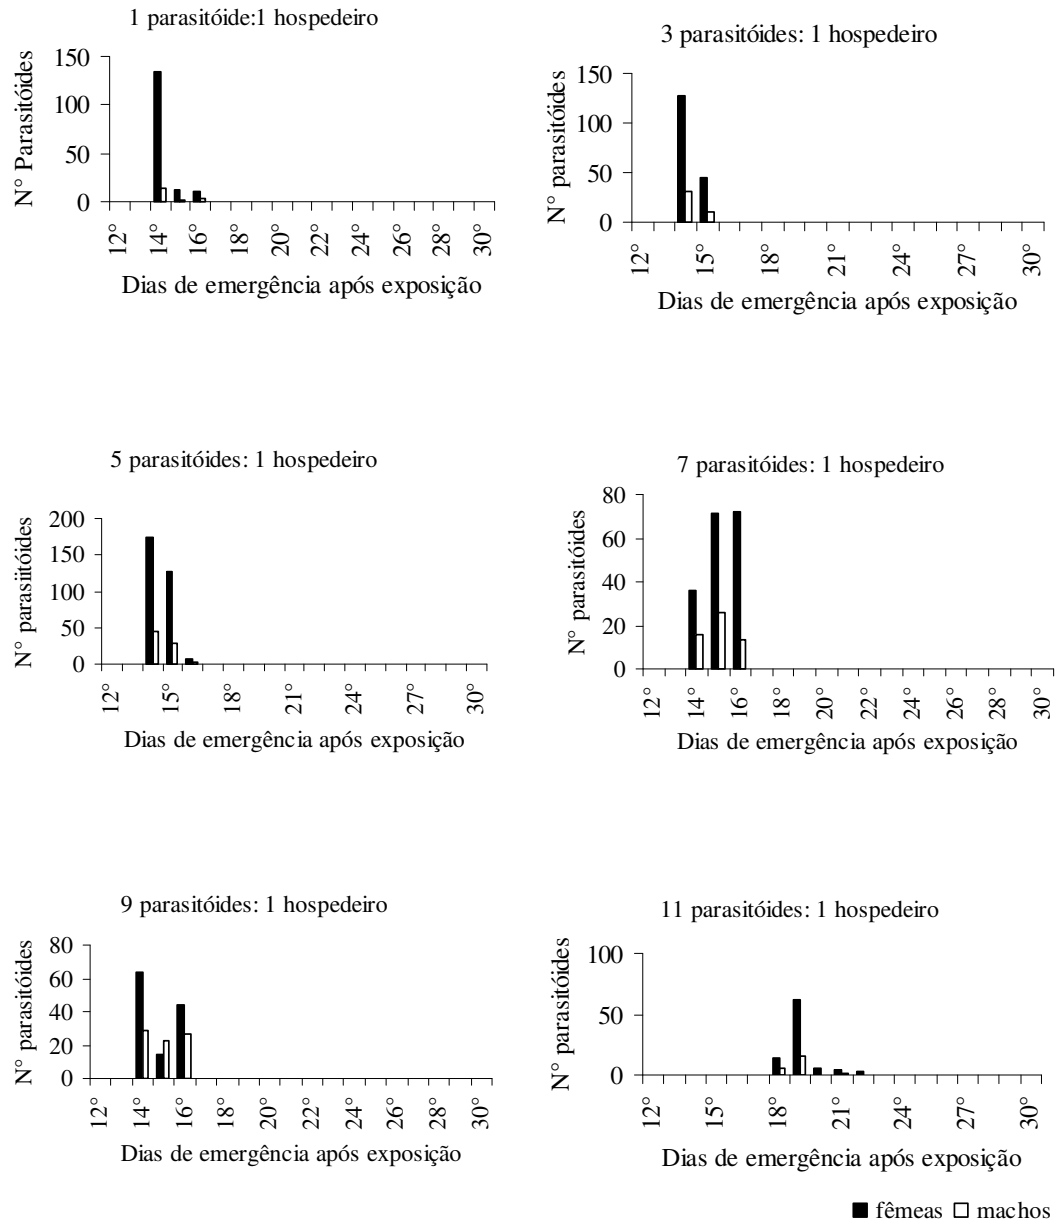 1 parasitóide:1 hospedeiro
N° Parasitóides
150
100
50
0
12° 14° 16° 18° 20° 22° 24° 26° 28° 30°
Dias de emergência após exposição
3 parasitóides: 1 hospedeiro
N° parasitóides
150
100
50
0
12° 15° 18° 21° 24° 27° 30°
Dias de emergência após exposição
5 parasitóides: 1 hospedeiro
N° parasiitóides
200
150
100
50
0
12° 15° 18° 21° 24° 27° 30°
Dias de emergência após exposição
7 parasitóides: 1 hospedeiro
N° parasitóides
80
60
40
20
0
12° 14° 16° 18° 20° 22° 24° 26° 28° 30°
Dias de emergência após exposição
9 parasitóides: 1 hospedeiro
N° parasitóides
80
60
40
20
0
12° 14° 16° 18° 20° 22° 24° 26° 28° 30°
Dias de emergência após exposição
11 parasitóides: 1 hospedeiro
N° parasitóides
100
50
0
12° 15° 18° 21° 24° 27° 30°
Dias de emergência após exposição
fêmeas machos